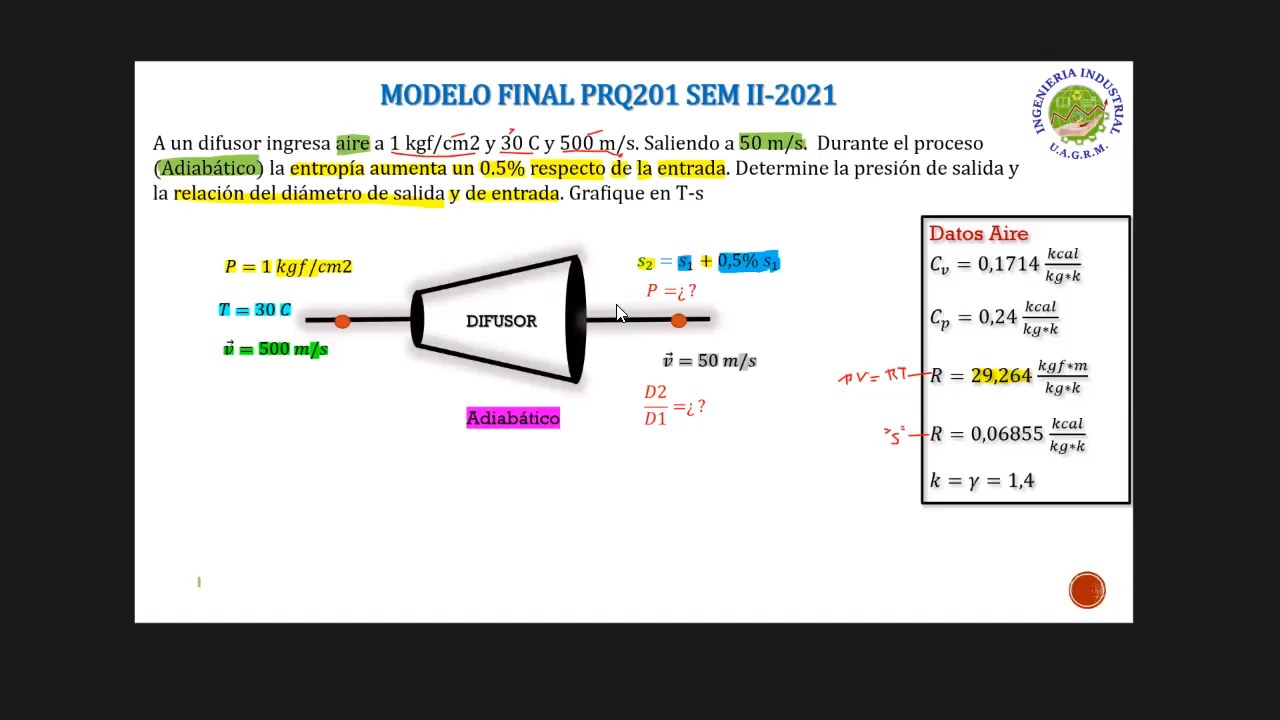 MODELO FINAL PRQ201 SEM II-2021
INGENIERIA INDUSTRIAL
U.A.G.R.M.
A un difusor ingresa aire a 1 kgf/cm2 y 30 C y 500 m/s. Saliendo a 50 m/s. Durante el proceso
(Adiabático) la entropía aumenta un 0.5% respecto de la entrada. Determine la presión de salida y
la relación del diámetro de salida y de entrada. Grafique en T-s
P = 1 kgf/cm2
T = 30 C
v⃗ = 500 m/s
DIFUSOR
Adiabático
s₂ = s₁ + 0,5% s₁
P =¿?
v⃗ = 50 m/s
D2/D1 =¿?
Datos Aire
Cᵥ = 0,1714 kcal/kg*k
Cₚ = 0,24 kcal/kg*k
PV = RT
R = 29,264 kgf*m/kg*k
R = 0,06855 kcal/kg*k
k = γ = 1,4